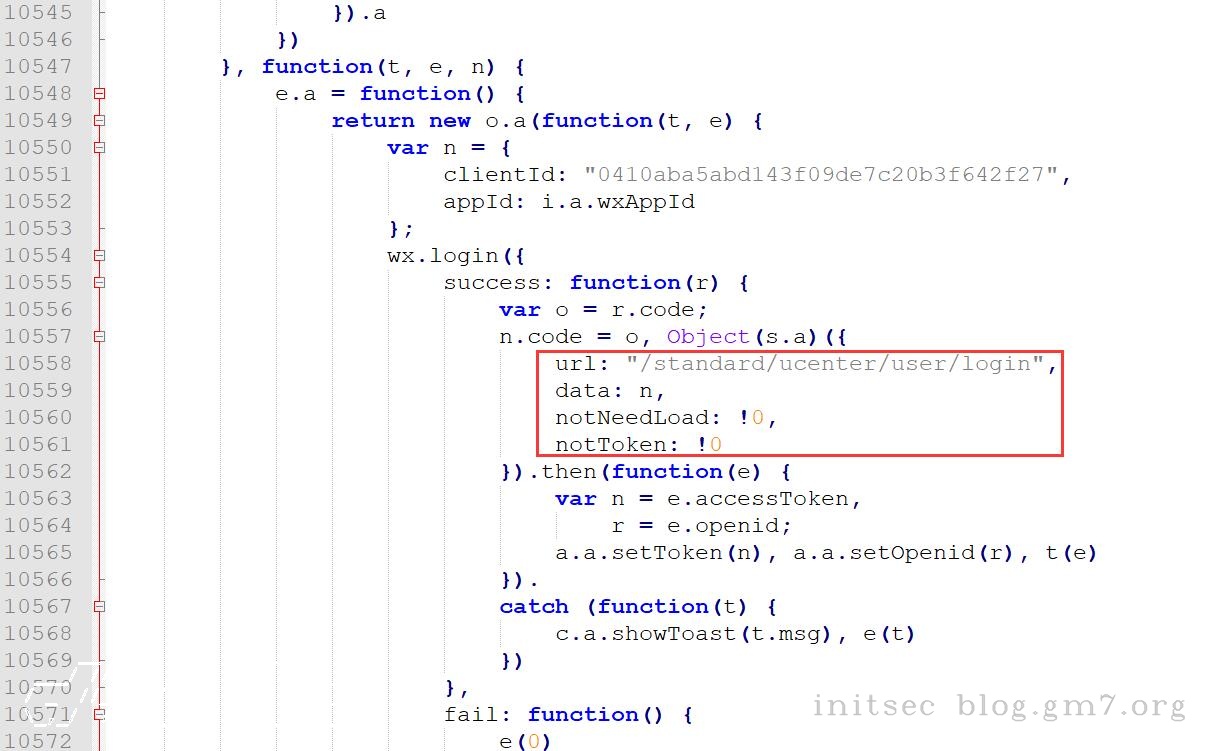 10545 }).a
10546 })
10547 }, function(t, e, n) {
10548 e.a = function() {
10549 return new o.a(function(t, e) {
10550 var n = {
10551 clientId: "0410aba5abd143f09de7c20b3f642f27",
10552 appId: i.a.wxAppId
10553 };
10554 wx.login({
10555 success: function(r) {
10556 var o = r.code;
10557 n.code = o, Object(s.a)({
10558 url: "/standard/ucenter/user/login",
10559 data: n,
10560 notNeedLoad: !0,
10561 notToken: !0
10562 }).then(function(e) {
10563 var n = e.accessToken,
10564 r = e.openid;
10565 a.a.setToken(n), a.a.setOpenid(r), t(e)
10566 }).
10567 catch (function(t) {
10568 c.a.showToast(t.msg), e(t)
10569 })
10570 },
10571 fail: function() {
10572 e(0)
initsec blog.gm7.org